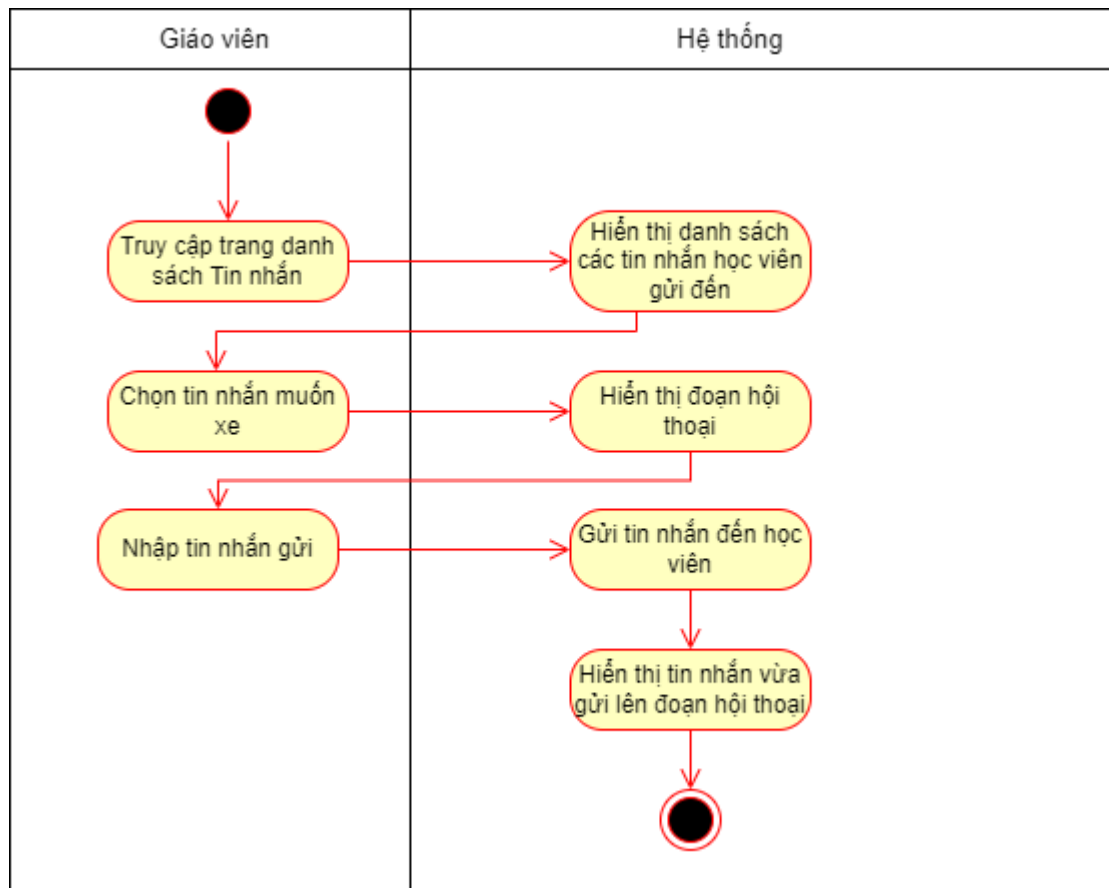 Giáo viên
Hệ thống
Truy cập trang danh
sách Tin nhắn
Hiển thị danh sách
các tin nhắn học viên
gửi đến
Chọn tin nhắn muốn
xe
Hiển thị đoạn hội
thoại
Nhập tin nhắn gửi
Gửi tin nhắn đến học
viên
Hiển thị tin nhắn vừa
gửi lên đoạn hội thoại